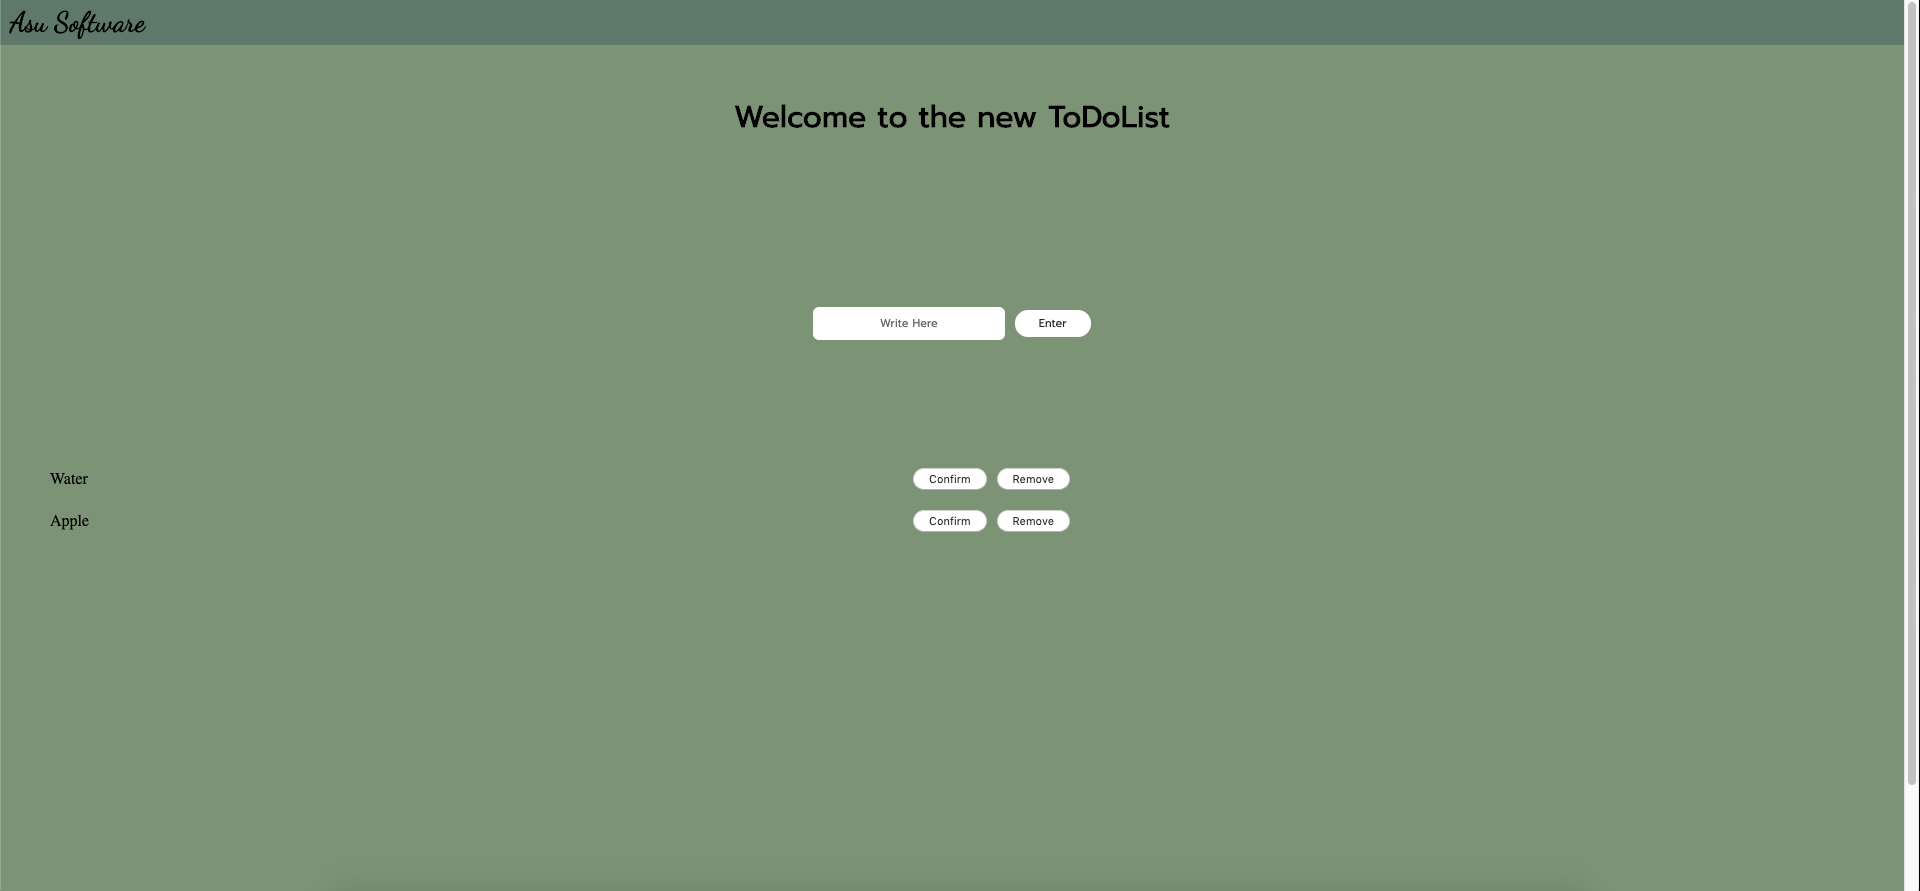 Asu Software
Welcome to the new ToDoList
Write Here Enter
Water Confirm Remove
Apple Confirm Remove